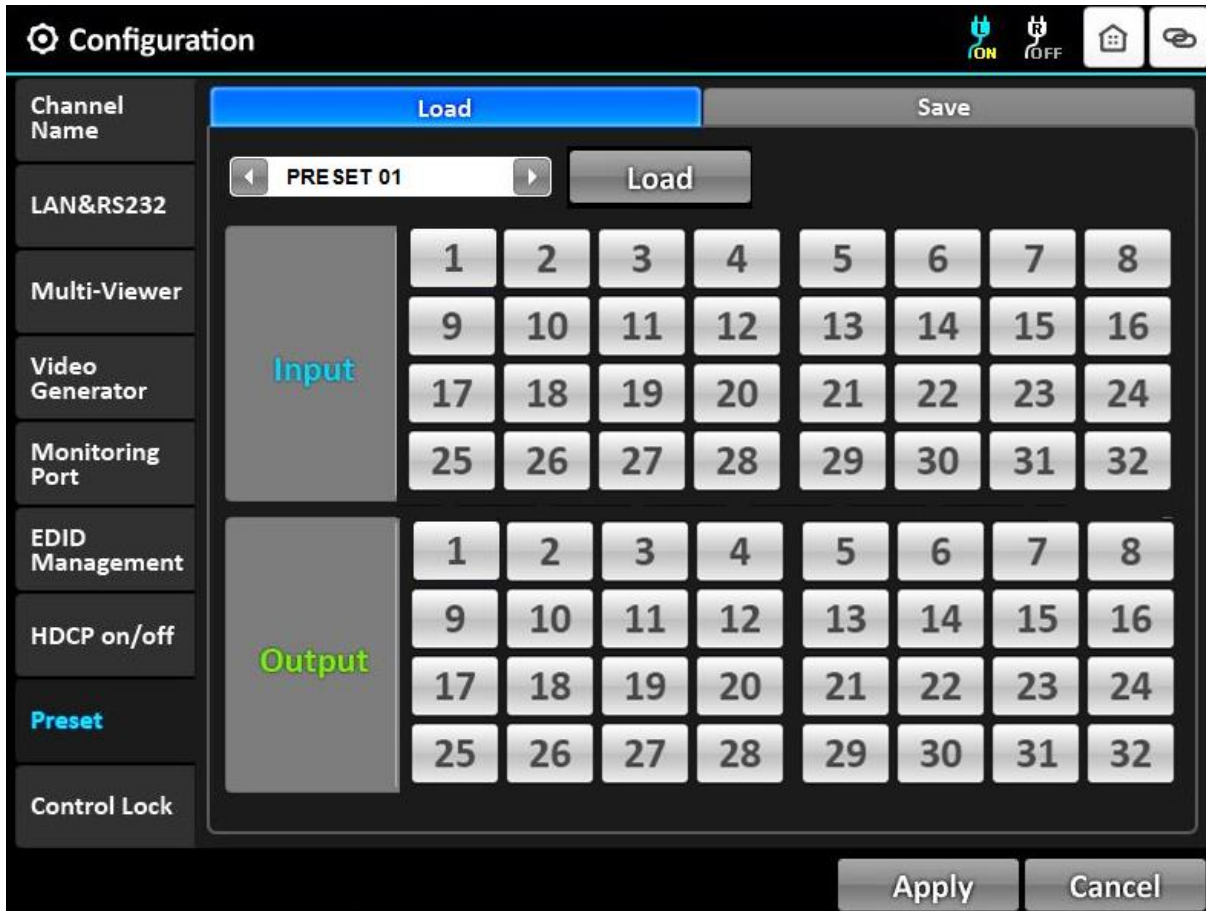 Configuration
L
ON
R
OFF
Channel
Name
LAN&RS232
Multi-Viewer
Video
Generator
Monitoring
Port
EDID
Management
HDCP on/off
Preset
Control Lock
Load
Save
PRESET 01
Load
Input
1 2 3 4 5 6 7 8
9 10 11 12 13 14 15 16
17 18 19 20 21 22 23 24
25 26 27 28 29 30 31 32
Output
1 2 3 4 5 6 7 8
9 10 11 12 13 14 15 16
17 18 19 20 21 22 23 24
25 26 27 28 29 30 31 32
Apply
Cancel